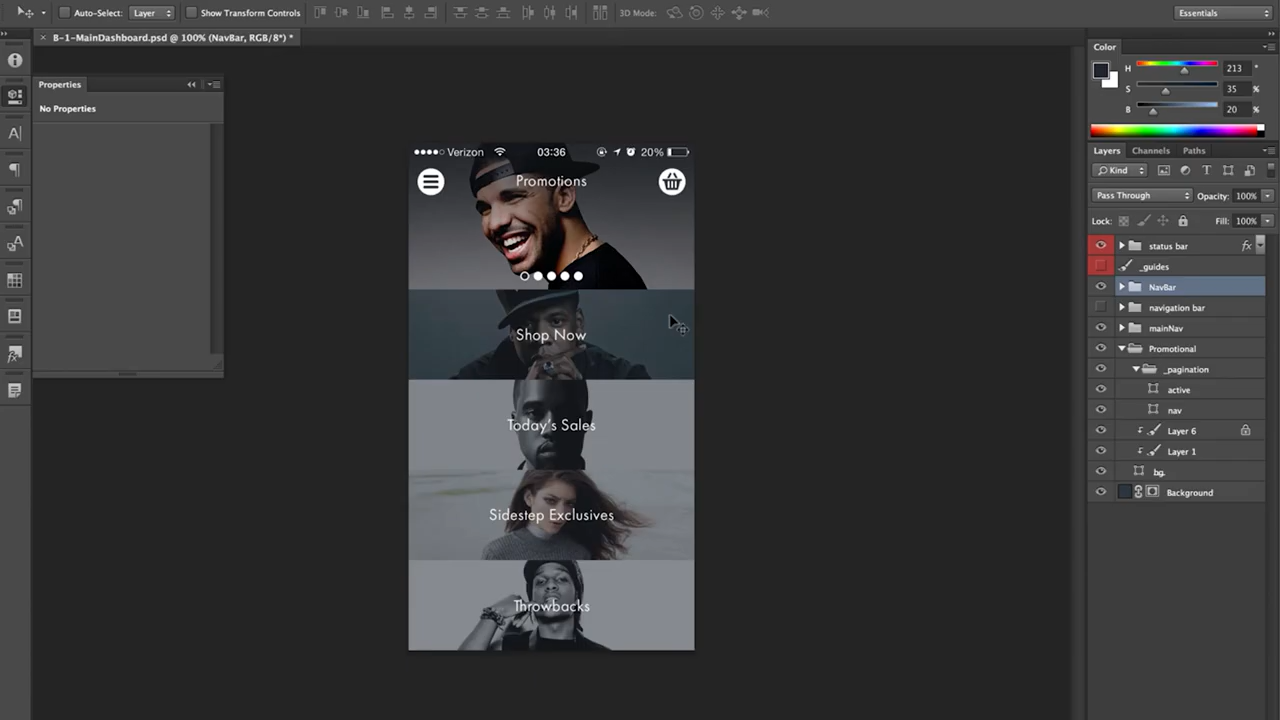 Auto-Select: Layer Show Transform Controls 3D Mode: Essentials
× B-1-MainDashboard.psd @ 100% (NavBar, RGB/8*) *
Properties
No Properties
Verizon 03:36 20%
Promotions
Shop Now
Today's Sales
Sidestep Exclusives
Throwbacks
Color
H 213 °
S 35 %
B 20 %
Layers Channels Paths
Kind
Pass Through Opacity: 100%
Lock: Fill: 100%
status bar fx
_guides
NavBar
navigation bar
mainNav
Promotional
_pagination
active
nav
Layer 6
Layer 1
bg.
Background